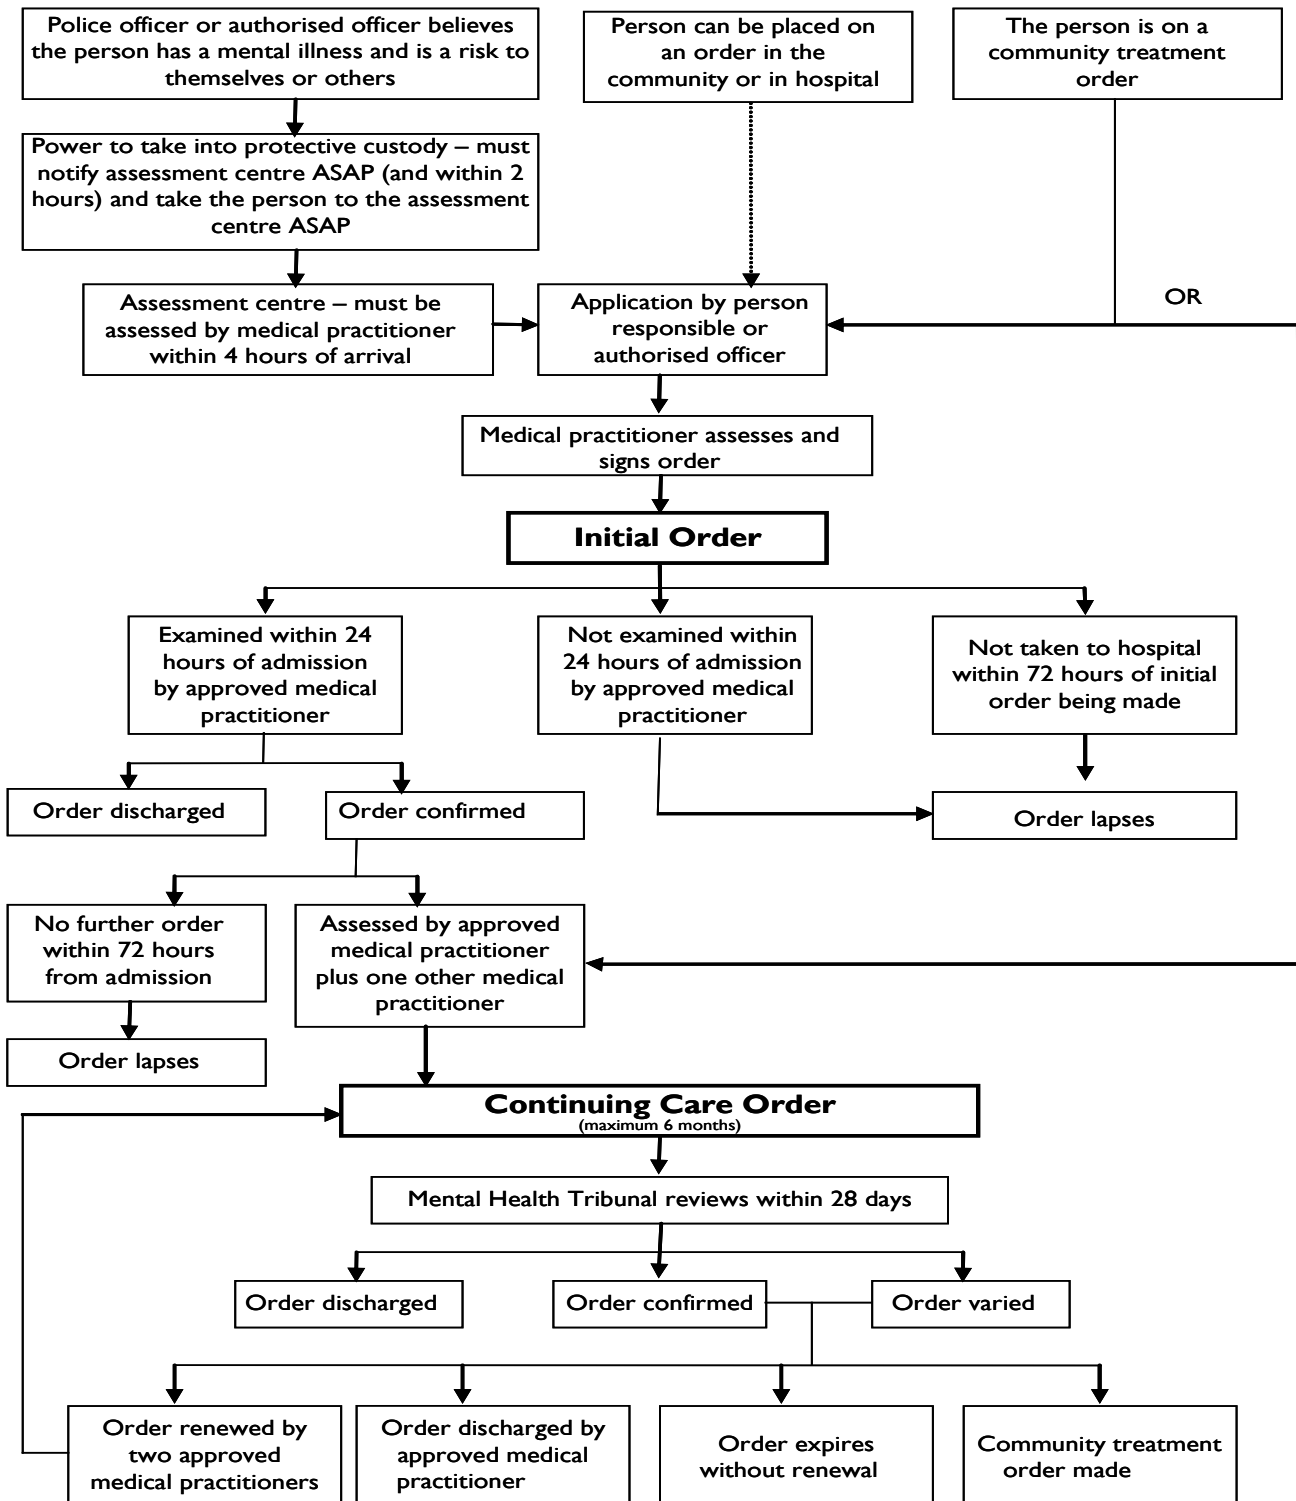 Police officer or authorised officer believes
the person has a mental illness and is a risk to
themselves or others
Person can be placed on
an order in the
community or in hospital
The person is on a
community treatment
order
Power to take into protective custody – must
notify assessment centre ASAP (and within 2
hours) and take the person to the assessment
centre ASAP
Assessment centre – must be
assessed by medical practitioner
within 4 hours of arrival
Application by person
responsible or
authorised officer
OR
Medical practitioner assesses and
signs order
Initial Order
Examined within 24
hours of admission
by approved medical
practitioner
Not examined within
24 hours of admission
by approved medical
practitioner
Not taken to hospital
within 72 hours of initial
order being made
Order discharged
Order confirmed
Order lapses
No further order
within 72 hours
from admission
Assessed by approved
medical practitioner
plus one other medical
practitioner
Order lapses
Continuing Care Order
(maximum 6 months)
Mental Health Tribunal reviews within 28 days
Order discharged
Order confirmed
Order varied
Order renewed by
two approved
medical practitioners
Order discharged by
approved medical
practitioner
Order expires
without renewal
Community treatment
order made